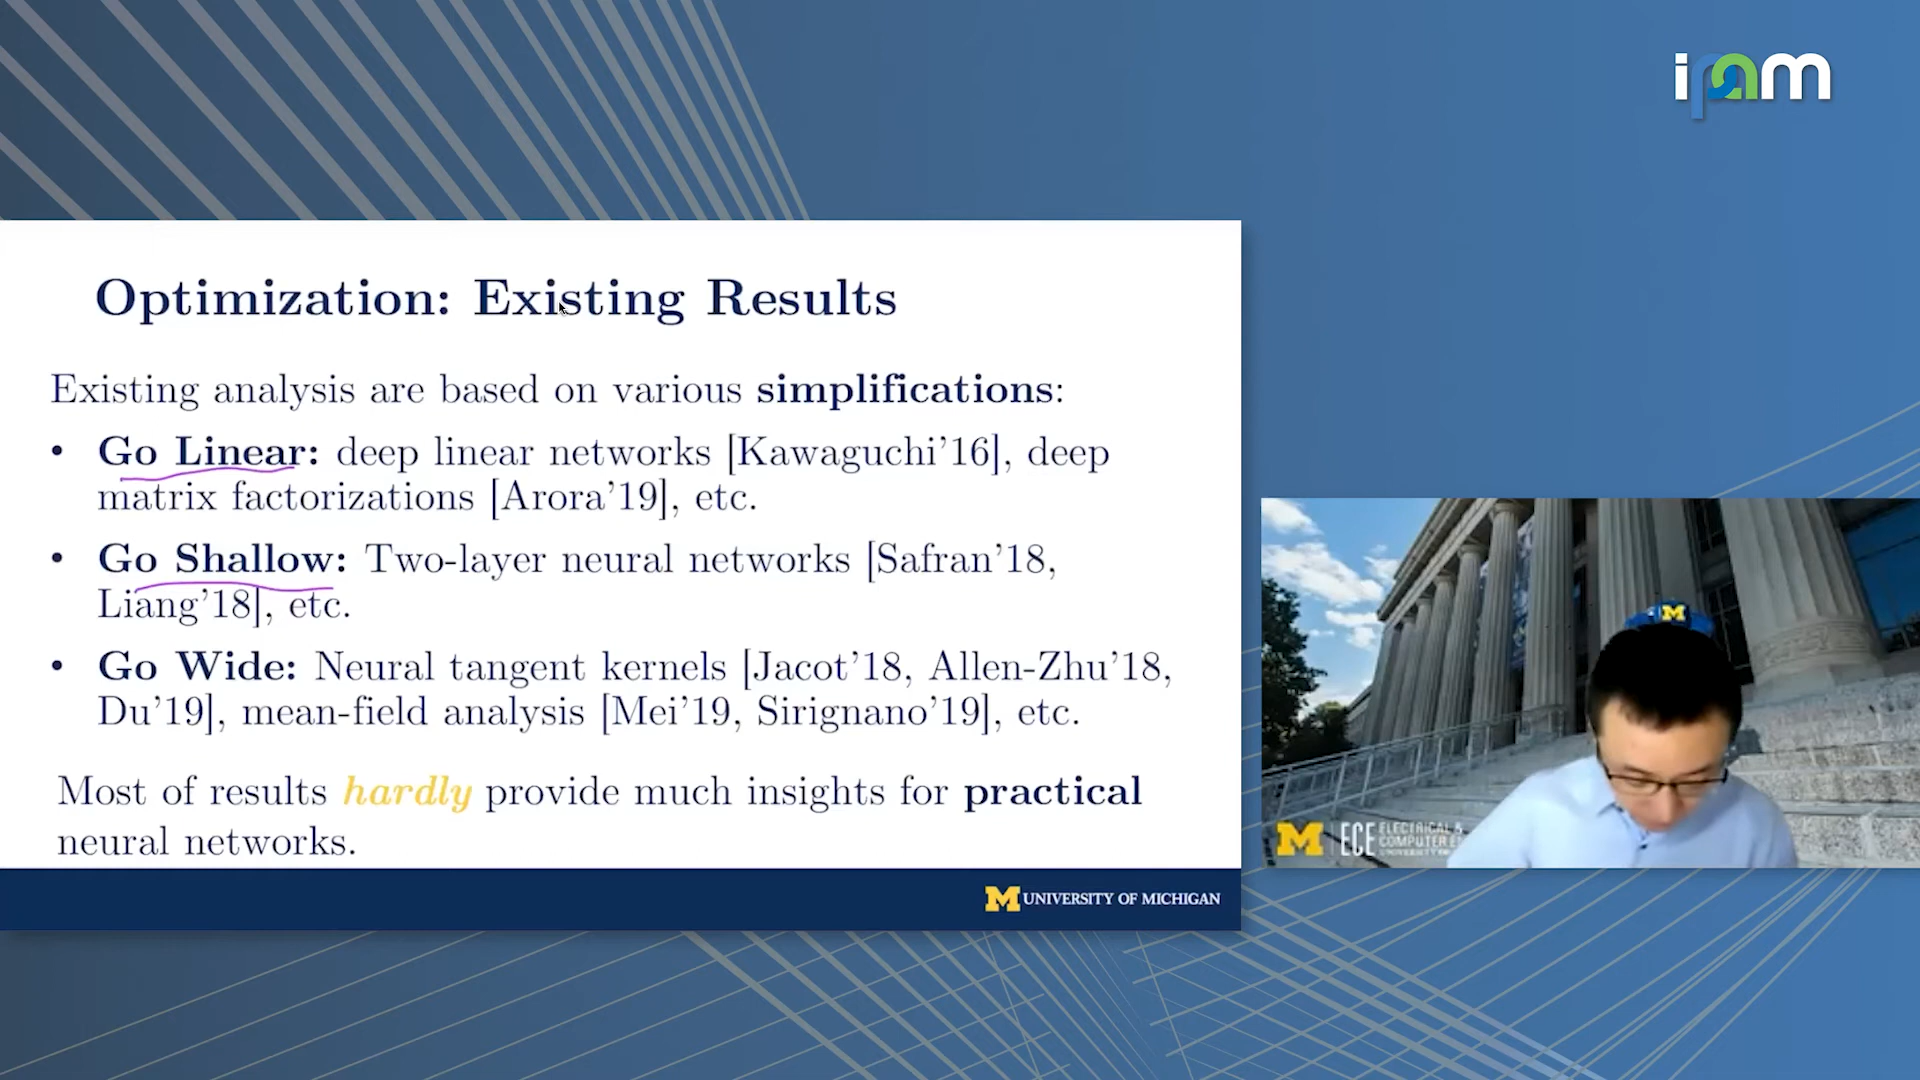 ipam
Optimization: Existing Results
Existing analysis are based on various simplifications:
• Go Linear: deep linear networks [Kawaguchi’16], deep
matrix factorizations [Arora’19], etc.
• Go Shallow: Two-layer neural networks [Safran’18,
Liang’18], etc.
• Go Wide: Neural tangent kernels [Jacot’18, Allen-Zhu’18,
Du’19], mean-field analysis [Mei’19, Sirignano’19], etc.
Most of results hardly provide much insights for practical
neural networks.
M UNIVERSITY OF MICHIGAN
M
M ECE ELECTRICAL &
COMPUTER E